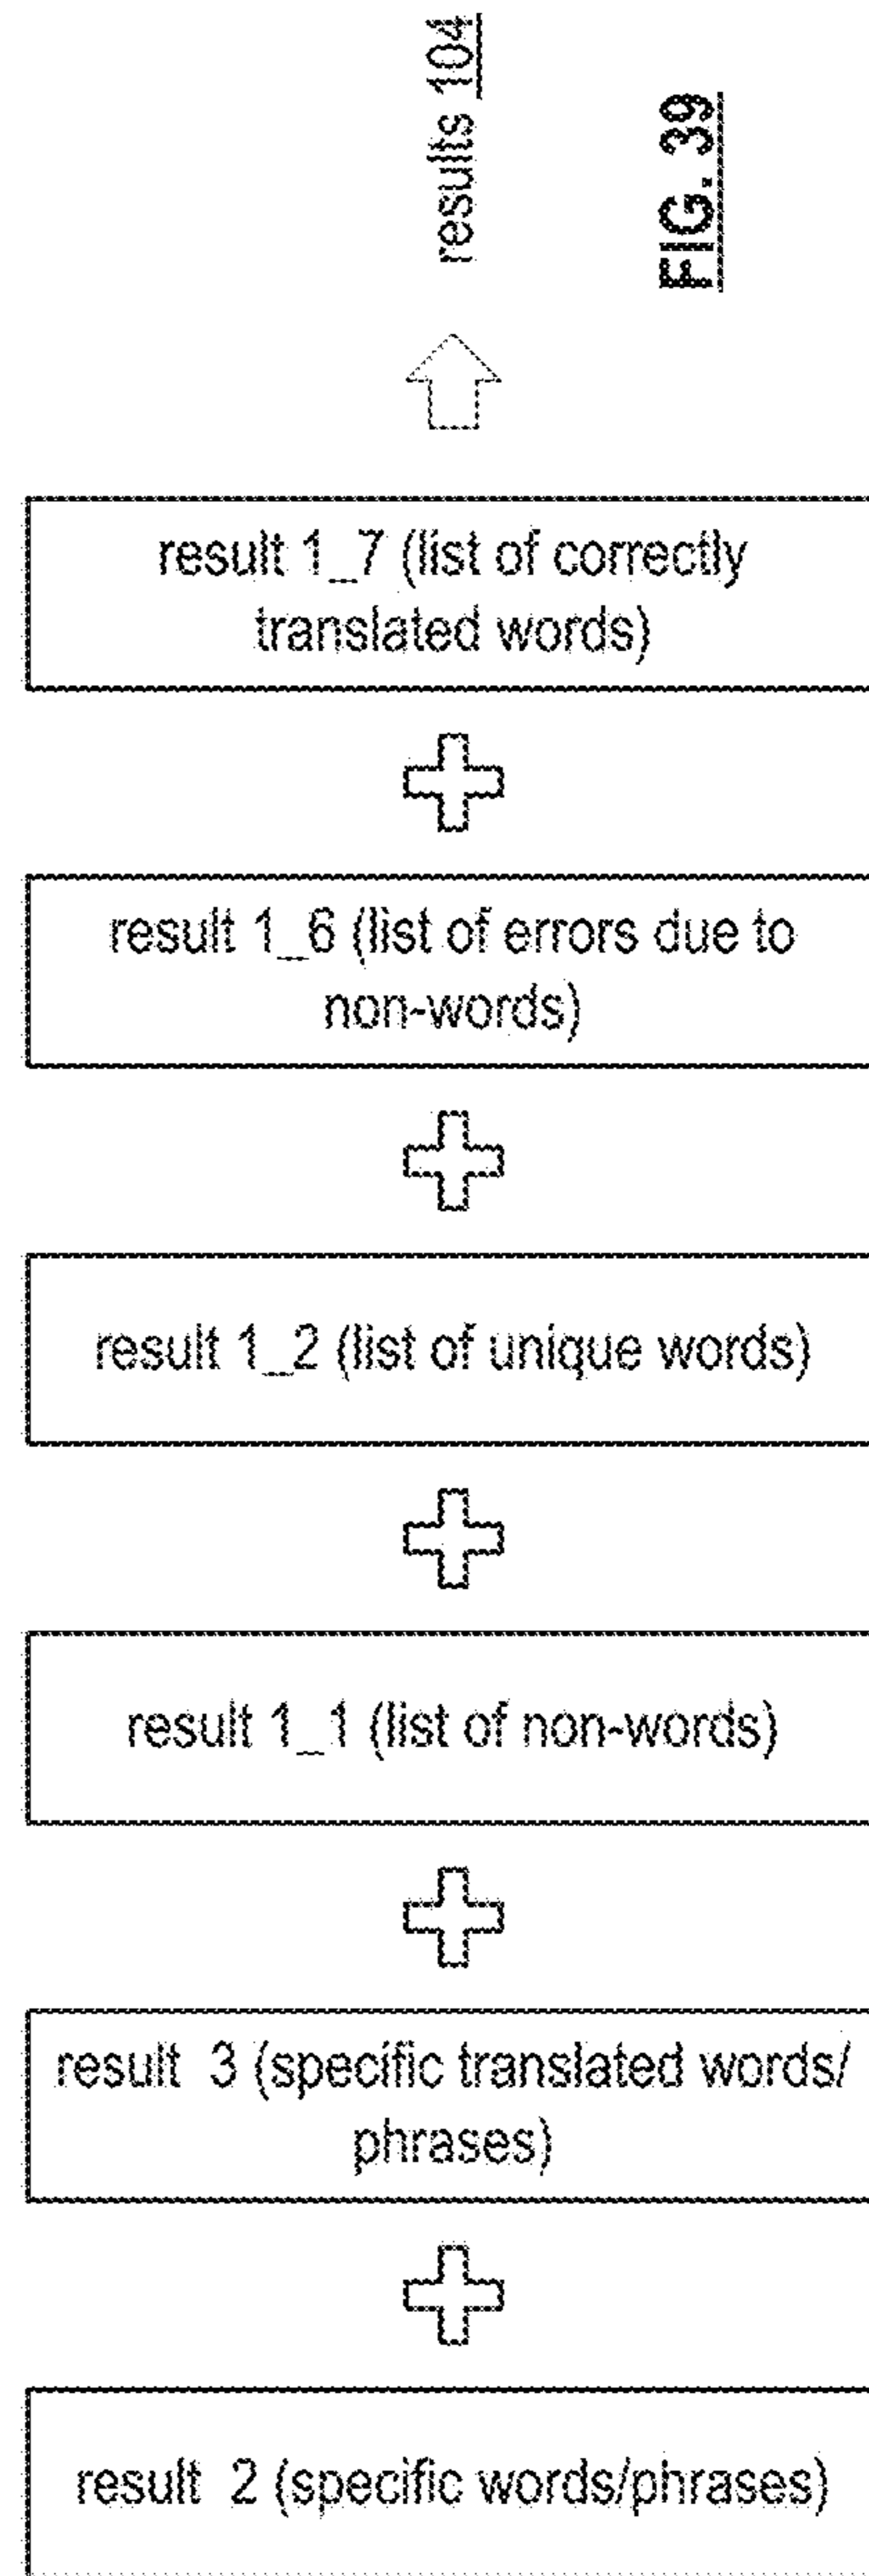 results 104
FIG. 39
result 1_7 (list of correctly
translated words)
result 1_6 (list of errors due to
non-words)
result 1_2 (list of unique words)
result 1_1 (list of non-words)
result 3 (specific translated words/
phrases)
result 2 (specific words/phrases)